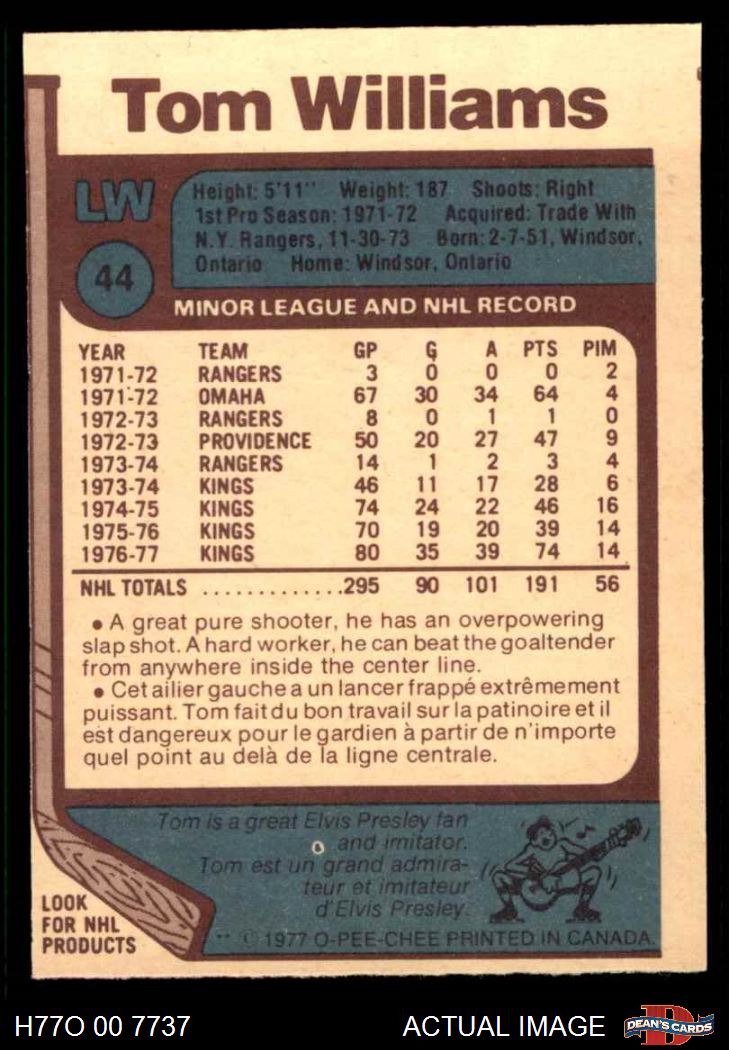 Tom Williams
LW
44
Height: 5'11" Weight: 187 Shoots: Right
1st Pro Season: 1971-72 Acquired: Trade With
N.Y. Rangers, 11-30-73 Born: 2-7-51, Windsor,
Ontario Home: Windsor, Ontario
MINOR LEAGUE AND NHL RECORD
YEAR TEAM GP G A PTS PIM
1971-72 RANGERS 3 0 0 0 2
1971-72 OMAHA 67 30 34 64 4
1972-73 RANGERS 8 0 1 1 0
1972-73 PROVIDENCE 50 20 27 47 9
1973-74 RANGERS 14 1 2 3 4
1973-74 KINGS 46 11 17 28 6
1974-75 KINGS 74 24 22 46 16
1975-76 KINGS 70 19 20 39 14
1976-77 KINGS 80 35 39 74 14
NHL TOTALS ..............295 90 101 191 56
• A great pure shooter, he has an overpowering
slap shot. A hard worker, he can beat the goaltender
from anywhere inside the center line.
• Cet ailier gauche a un lancer frappé extrêmement
puissant. Tom fait du bon travail sur la patinoire et il
est dangereux pour le gardien à partir de n'importe
quel point au delà de la ligne centrale.
Tom is a great Elvis Presley fan
and imitator.
Tom est un grand admira-
teur et imitateur
d'Elvis Presley.
LOOK
FOR NHL
PRODUCTS
** © 1977 O-PEE-CHEE PRINTED IN CANADA.
H77O 00 7737
ACTUAL IMAGE
D
DEAN'S CARDS